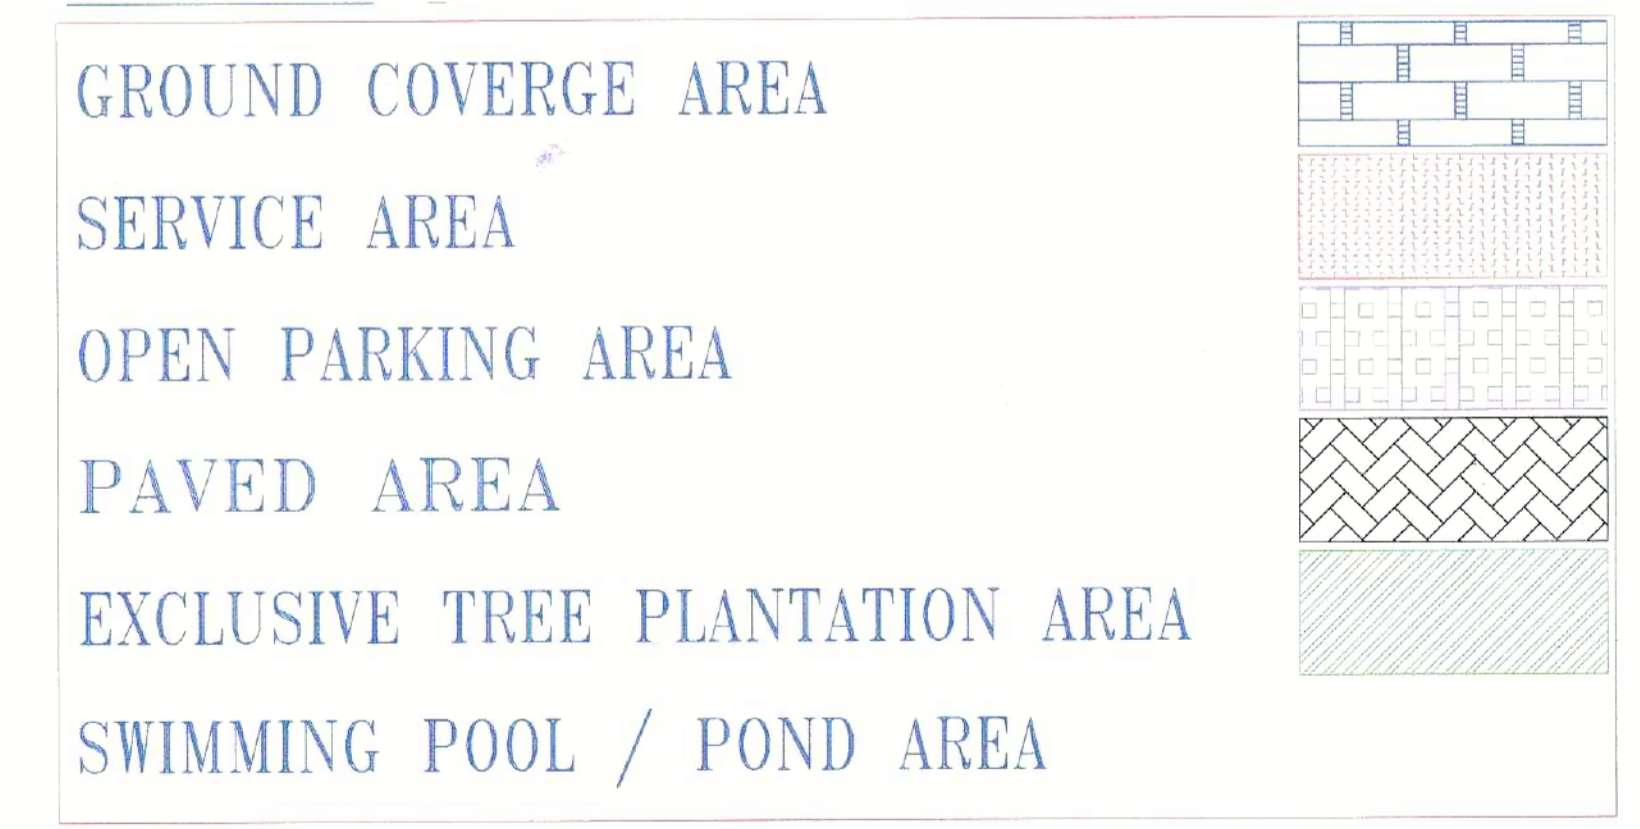 GROUND COVERGE AREA
SERVICE AREA
OPEN PARKING AREA
PAVED AREA
EXCLUSIVE TREE PLANTATION AREA
SWIMMING POOL / POND AREA